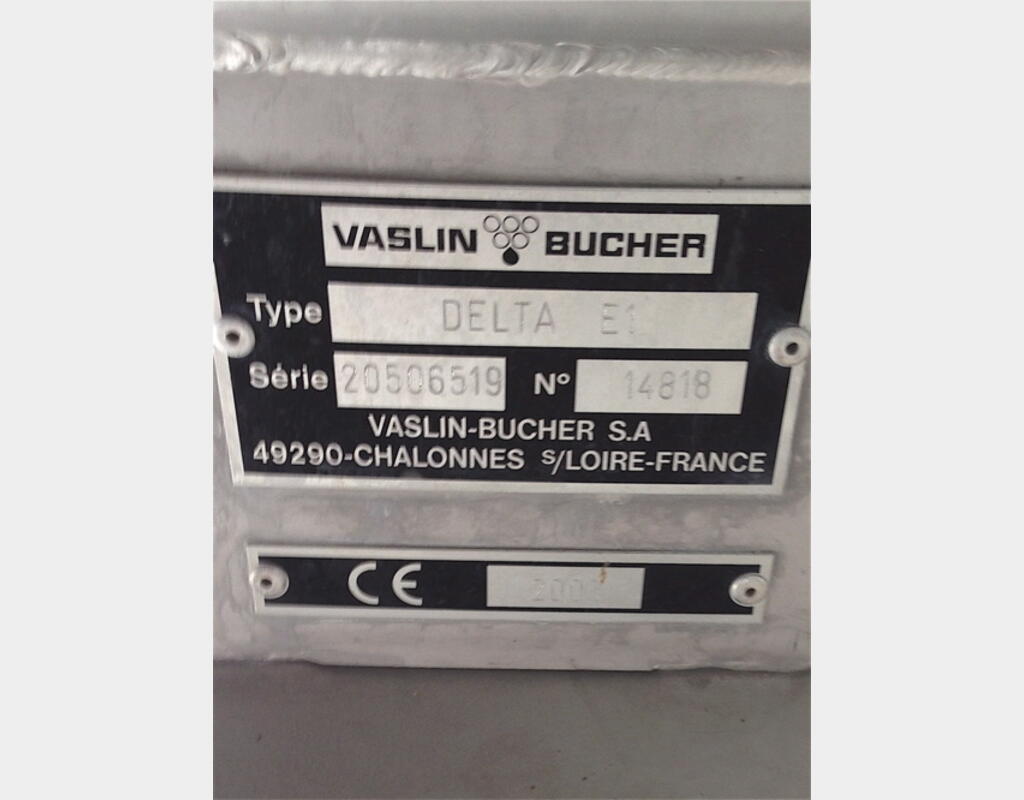 VASLIN BUCHER
Type DELTA E1
Série 20506519 N° 14818
VASLIN-BUCHER S.A
49290-CHALONNES S/LOIRE-FRANCE
CE